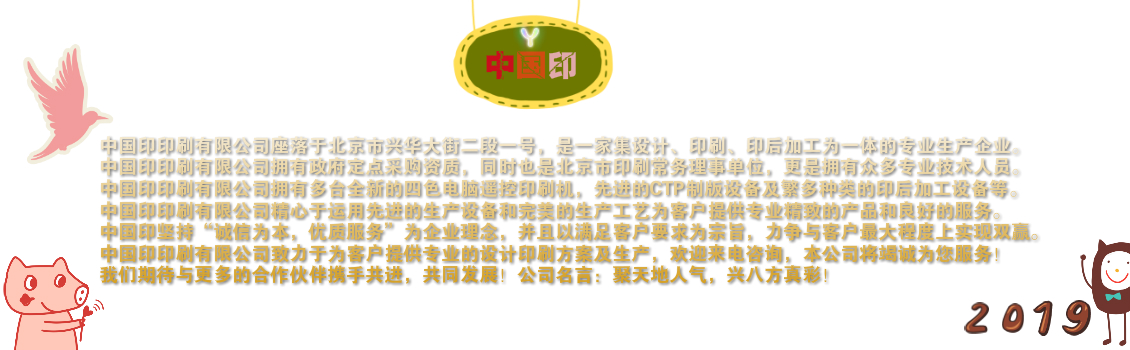 中国印
中国印印刷有限公司座落于北京市兴华大街二段一号，是一家集设计、印刷、印后加工为一体的专业生产企业。
中国印印刷有限公司拥有政府定点采购资质，同时也是北京市印刷常务理事单位，更是拥有众多专业技术人员。
中国印印刷有限公司拥有多台全新的四色电脑遥控印刷机，先进的CTP制版设备及繁多种类的印后加工设备等。
中国印印刷有限公司精心于运用先进的生产设备和完美的生产工艺为客户提供专业精致的产品和良好的服务。
中国印坚持“诚信为本，优质服务”为企业理念，并且以满足客户要求为宗旨，力争与客户最大程度上实现双赢。
中国印印刷有限公司致力于为客户提供专业的设计印刷方案及生产，欢迎来电咨询，本公司将竭诚为您服务！
我们期待与更多的合作伙伴携手共进，共同发展！公司名言：聚天地人气，兴八方真彩！
2019